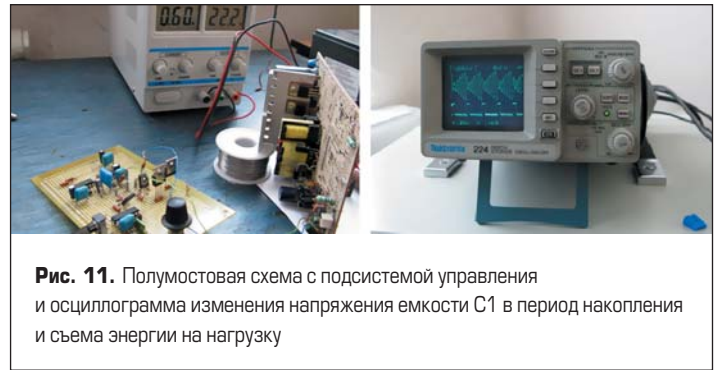 0.60. 22.2.
Tektronix 224
Рис. 11. Полумостовая схема с подсистемой управления
и осциллограмма изменения напряжения емкости С1 в период накопления
и съема энергии на нагрузку